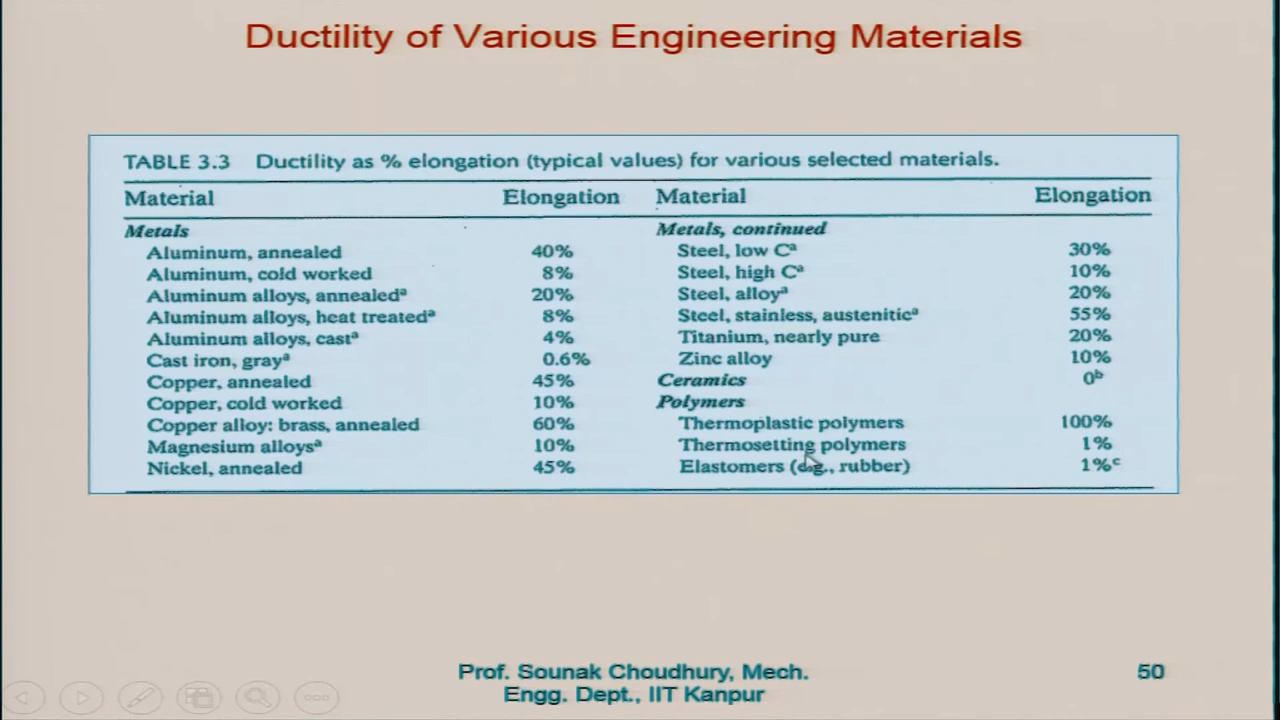 Ductility of Various Engineering Materials
TABLE 3.3 Ductility as % elongation (typical values) for various selected materials.
Material Elongation Material Elongation
Metals Metals, continued
Aluminum, annealed 40% Steel, low Cᵃ 30%
Aluminum, cold worked 8% Steel, high Cᵃ 10%
Aluminum alloys, annealedᵃ 20% Steel, alloyᵃ 20%
Aluminum alloys, heat treatedᵃ 8% Steel, stainless, austeniticᵃ 55%
Aluminum alloys, castᵃ 4% Titanium, nearly pure 20%
Cast iron, grayᵃ 0.6% Zinc alloy 10%
Copper, annealed 45% Ceramics 0ᵇ
Copper, cold worked 10% Polymers
Copper alloy: brass, annealed 60% Thermoplastic polymers 100%
Magnesium alloysᵃ 10% Thermosetting polymers 1%
Nickel, annealed 45% Elastomers (e.g., rubber) 1%ᶜ
Prof. Sounak Choudhury, Mech.
Engg. Dept., IIT Kanpur
50